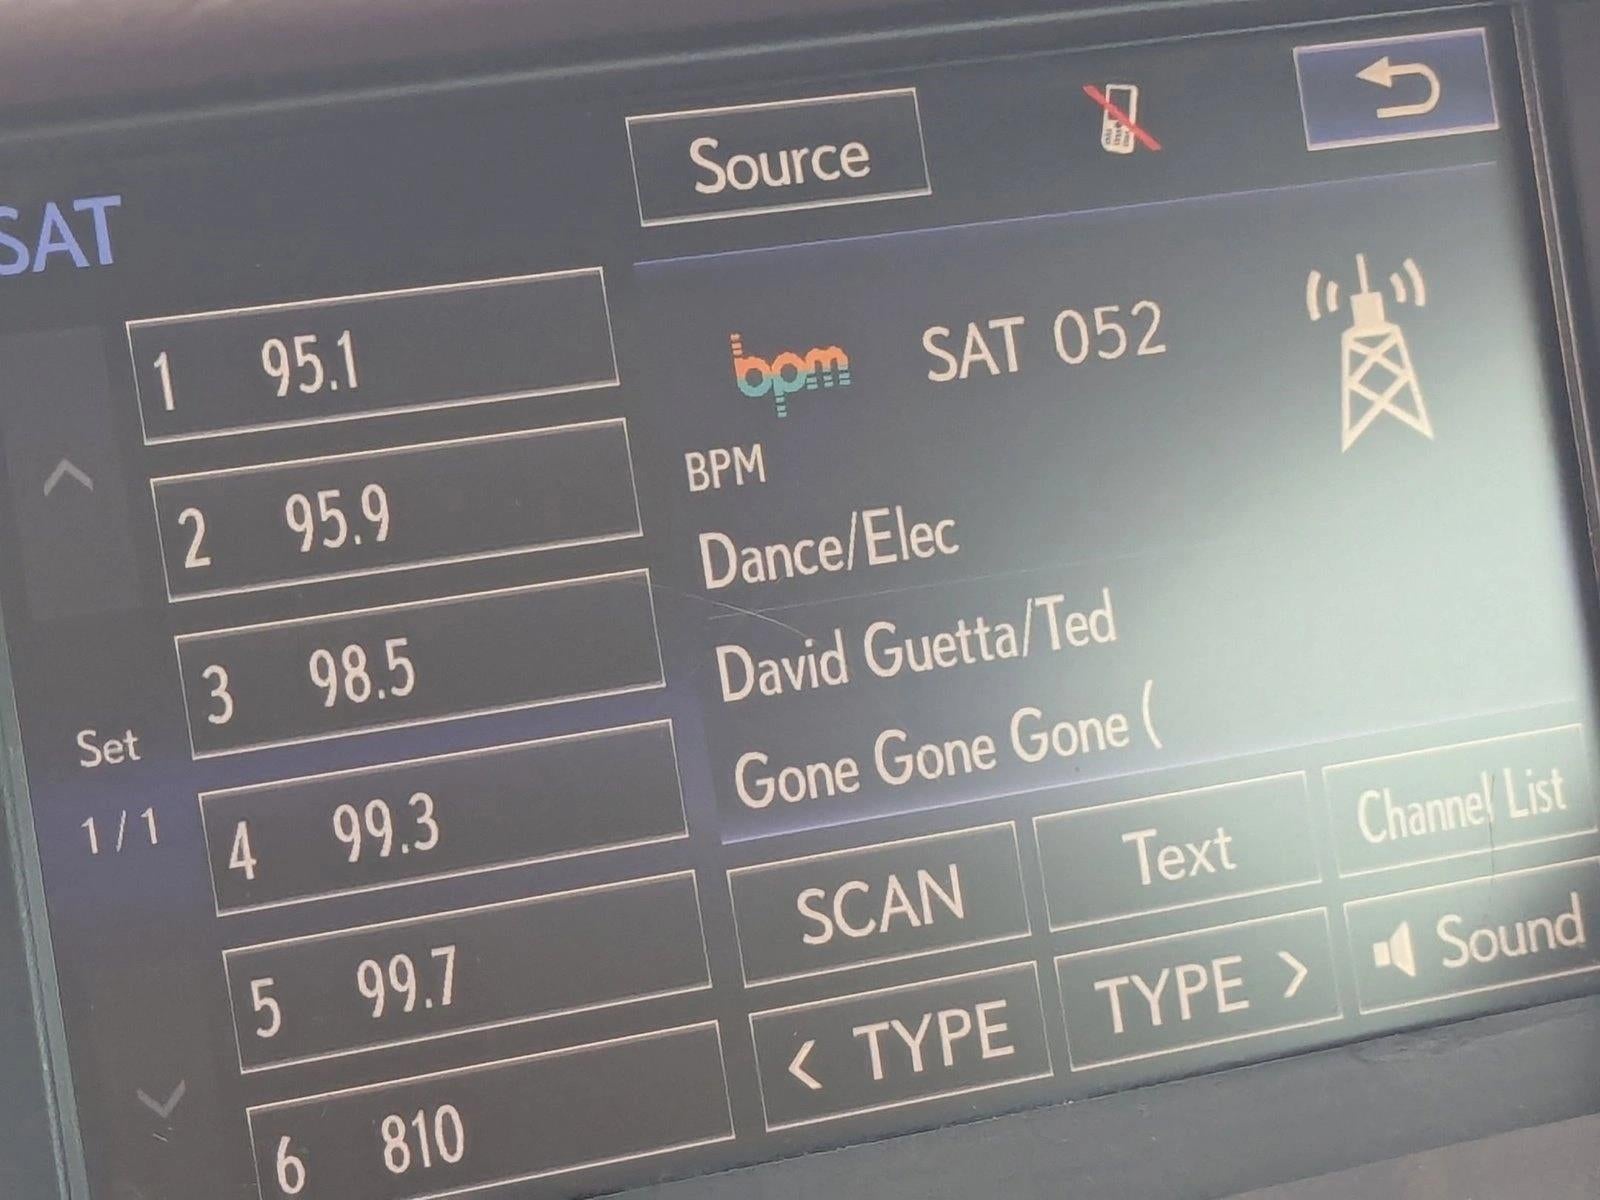 SAT
Source
1 95.1
2 95.9
3 98.5
Set
1/1
4 99.3
5 99.7
6 810
bpm
SAT 052
BPM
Dance/Elec
David Guetta/Ted
Gone Gone Gone (
SCAN
Text
Channel List
< TYPE
TYPE >
Sound